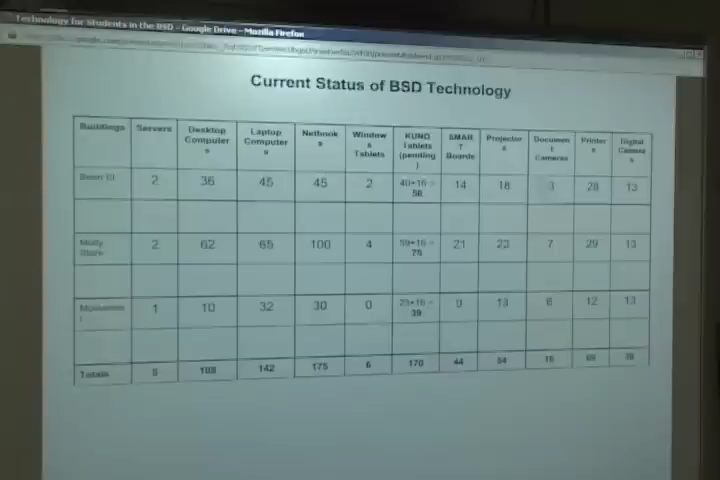 Technology for Students in the BSD - Google Drive - Mozilla Firefox
Current Status of BSD Technology
Buildings Servers Desktop Computers Laptop Computers Netbooks Windows Tablets KUNO Tablets (pending) SMART Boards Projectors Document Cameras Printers Digital Cameras
2 36 45 45 2 40+16 = 14 18 3 28 13
Molly Stark 2 62 65 100 4 59+16 = 75 21 23 7 29 13
1 10 32 30 0 23+16 = 39 9 13 6 12 13
Totals 5 108 142 175 6 170 44 54 16 69 39